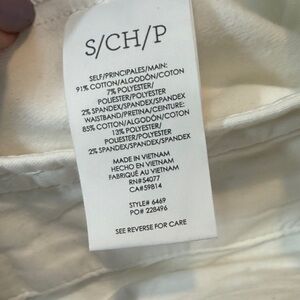 S/CH/P
SELF/PRINCIPALES/MAIN:
91% COTTON/ALGODÓN/COTON
7% POLYESTER/
POLIÉSTER/POLYESTER
2% SPANDEX/SPANDEX/SPANDEX
WAISTBAND/PRETINA/CEINTURE:
85% COTTON/ALGODÓN/COTON
13% POLYESTER/
POLIÉSTER/POLYESTER
2% SPANDEX/SPANDEX/SPANDEX
MADE IN VIETNAM
HECHO EN VIETNAM
FABRIQUÉ AU VIETNAM
RN#54077
CA#59814
STYLE# 6469
PO# 228496
SEE REVERSE FOR CARE